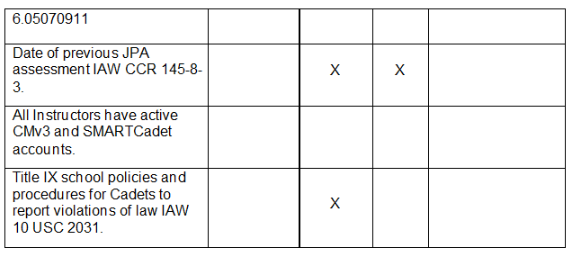 6.05070911
Date of previous JPA
assessment IAW CCR 145-8-
3.
X X
All Instructors have active
CMv3 and SMARTCadet
accounts.
Title IX school policies and
procedures for Cadets to
report violations of law IAW
10 USC 2031.
X